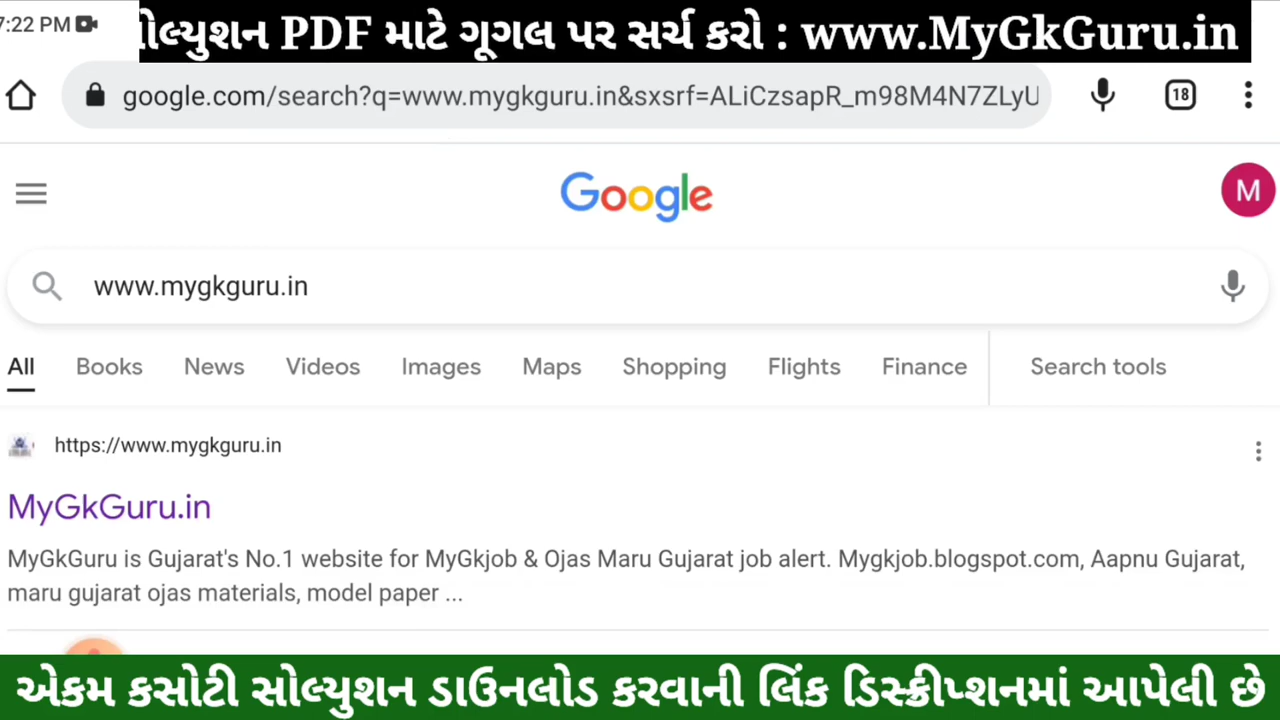 7:22 PM
સોલ્યુશન PDF માટે ગૂગલ પર સર્ચ કરો : www.MyGkGuru.in
google.com/search?q=www.mygkguru.in&sxsrf=ALiCzsapR_m98M4N7ZLyU
18
Google
M
www.mygkguru.in
All Books News Videos Images Maps Shopping Flights Finance Search tools
https://www.mygkguru.in
MyGkGuru.in
MyGkGuru is Gujarat's No.1 website for MyGkjob & Ojas Maru Gujarat job alert. Mygkjob.blogspot.com, Aapnu Gujarat,
maru gujarat ojas materials, model paper ...
એકમ કસોટી સોલ્યુશન ડાઉનલોડ કરવાની લિંક ડિસ્ક્રીપ્શનમાં આપેલી છે